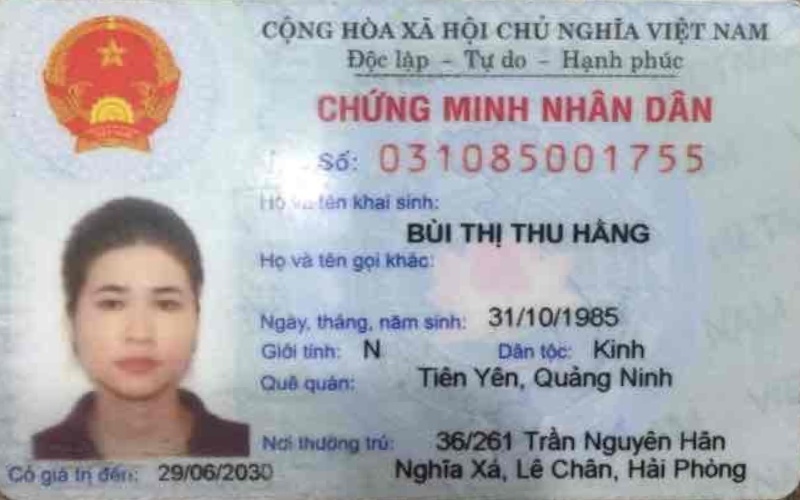 CỘNG HÒA XÃ HỘI CHỦ NGHĨA VIỆT NAM
Độc lập - Tự do - Hạnh phúc
CHỨNG MINH NHÂN DÂN
Số: 031085001755
Họ và tên khai sinh:
BÙI THỊ THU HẰNG
Họ và tên gọi khác:
Ngày, tháng, năm sinh: 31/10/1985
Giới tính: N Dân tộc: Kinh
Quê quán: Tiên Yên, Quảng Ninh
Nơi thường trú: 36/261 Trần Nguyên Hãn
Nghĩa Xá, Lê Chân, Hải Phòng
Có giá trị đến: 29/06/2030